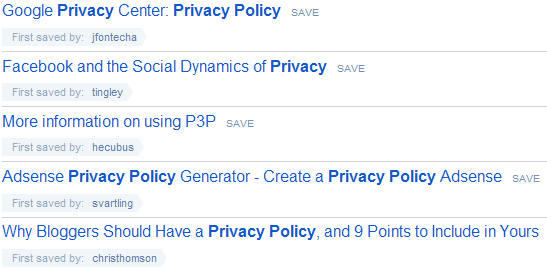 Google Privacy Center: Privacy Policy SAVE
First saved by: jfontecha
Facebook and the Social Dynamics of Privacy SAVE
First saved by: tingley
More information on using P3P SAVE
First saved by: hecubus
Adsense Privacy Policy Generator - Create a Privacy Policy Adsense SAVE
First saved by: svartling
Why Bloggers Should Have a Privacy Policy, and 9 Points to Include in Yours
First saved by: christhomson